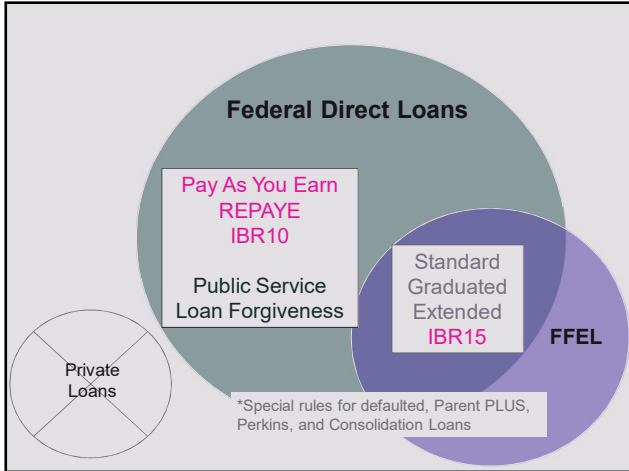 Federal Direct Loans
Pay As You Earn
REPAYE
IBR10
Public Service
Loan Forgiveness
Standard
Graduated
Extended
IBR15
FFEL
Private
Loans
*Special rules for defaulted, Parent PLUS,
Perkins, and Consolidation Loans